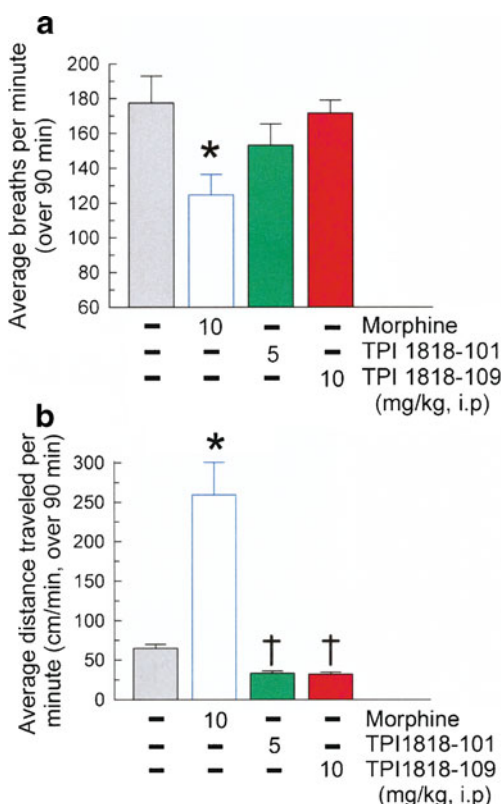 a
Average breaths per minute
(over 90 min)
200
180
160
140
120
100
80
60
*
– 10 – – Morphine
– – 5 – TPI 1818-101
– – – 10 TPI 1818-109
(mg/kg, i.p)
b
Average distance traveled per
minute (cm/min, over 90 min)
300
250
200
150
100
50
0
*
† †
– 10 – – Morphine
– – 5 – TPI1818-101
– – – 10 TPI1818-109
(mg/kg, i.p)